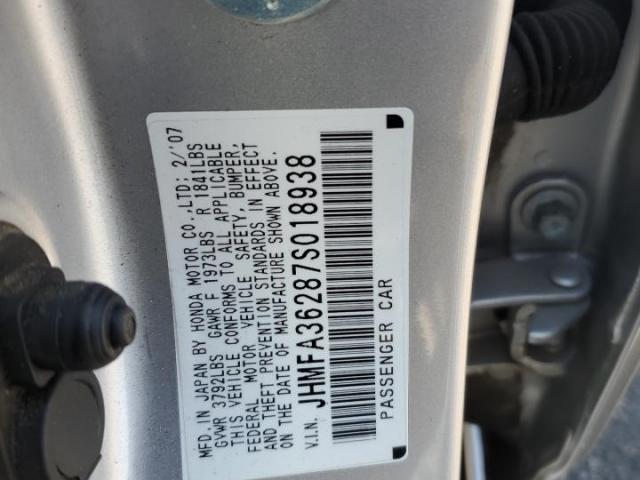 MFD. IN JAPAN BY HONDA MOTOR CO.,LTD; 2/'07
GVWR 3792LBS GAWR F 1973LBS R 1841LBS
THIS VEHICLE CONFORMS TO ALL APPLICABLE
FEDERAL MOTOR VEHICLE SAFETY, BUMPER,
AND THEFT PREVENTION STANDARDS IN EFFECT
ON THE DATE OF MANUFACTURE SHOWN ABOVE.
V.I.N. JHMFA36287S018938
PASSENGER CAR